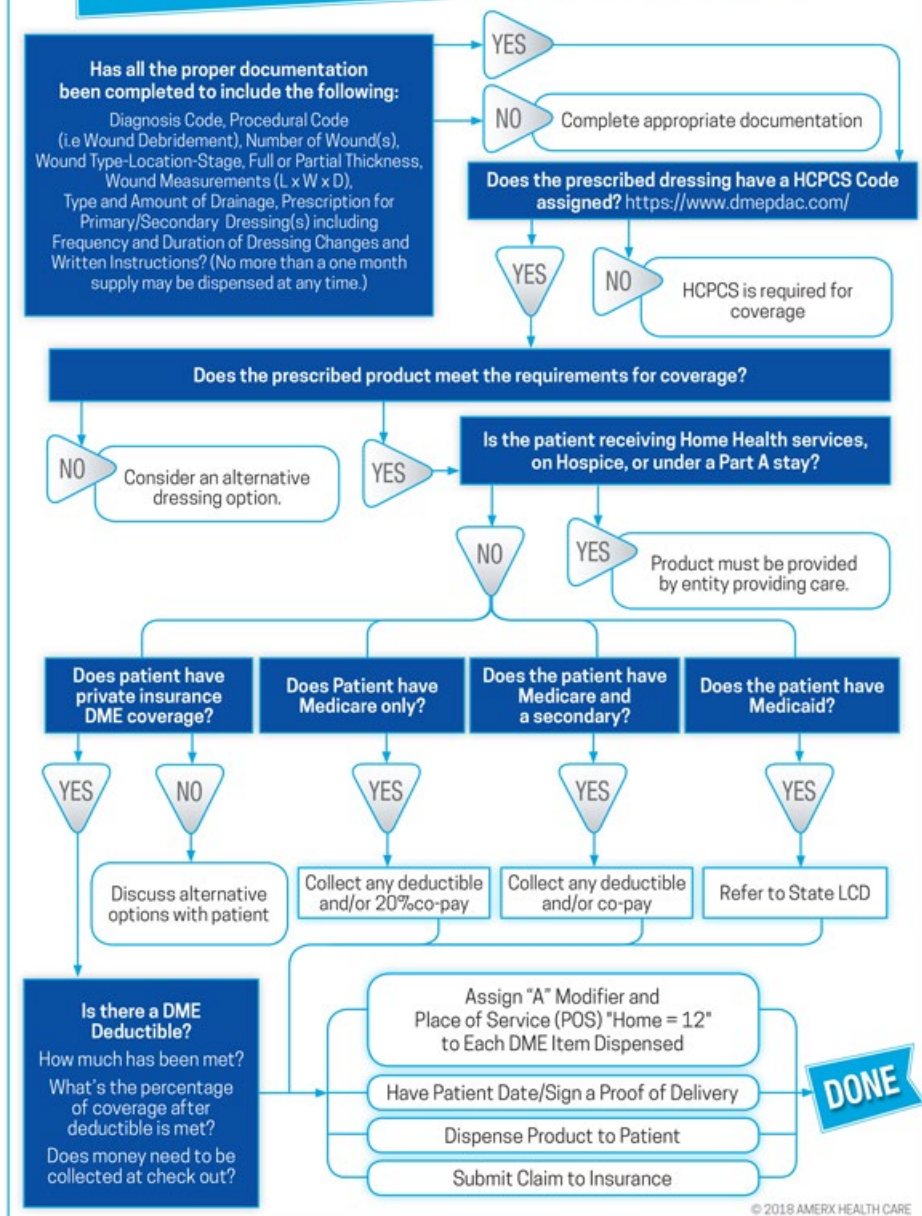 Has all the proper documentation
been completed to include the following:
Diagnosis Code, Procedural Code
(i.e Wound Debridement), Number of Wound(s),
Wound Type-Location-Stage, Full or Partial Thickness,
Wound Measurements (L x W x D),
Type and Amount of Drainage, Prescription for
Primary/Secondary Dressing(s) including
Frequency and Duration of Dressing Changes and
Written Instructions? (No more than a one month
supply may be dispensed at any time.)
YES
NO
Complete appropriate documentation
Does the prescribed dressing have a HCPCS Code
assigned? https://www.dmepdac.com/
YES
NO
HCPCS is required for
coverage
Does the prescribed product meet the requirements for coverage?
NO
Consider an alternative
dressing option.
YES
Is the patient receiving Home Health services,
on Hospice, or under a Part A stay?
NO
YES
Product must be provided
by entity providing care.
Does patient have
private insurance
DME coverage?
Does Patient have
Medicare only?
Does the patient have
Medicare and
a secondary?
Does the patient have
Medicaid?
YES
NO
YES
YES
YES
Discuss alternative
options with patient
Collect any deductible
and/or 20%co-pay
Collect any deductible
and/or co-pay
Refer to State LCD
Is there a DME
Deductible?
How much has been met?
What's the percentage
of coverage after
deductible is met?
Does money need to be
collected at check out?
Assign "A" Modifier and
Place of Service (POS) "Home = 12"
to Each DME Item Dispensed
Have Patient Date/Sign a Proof of Delivery
Dispense Product to Patient
Submit Claim to Insurance
DONE
© 2018 AMERX HEALTH CARE